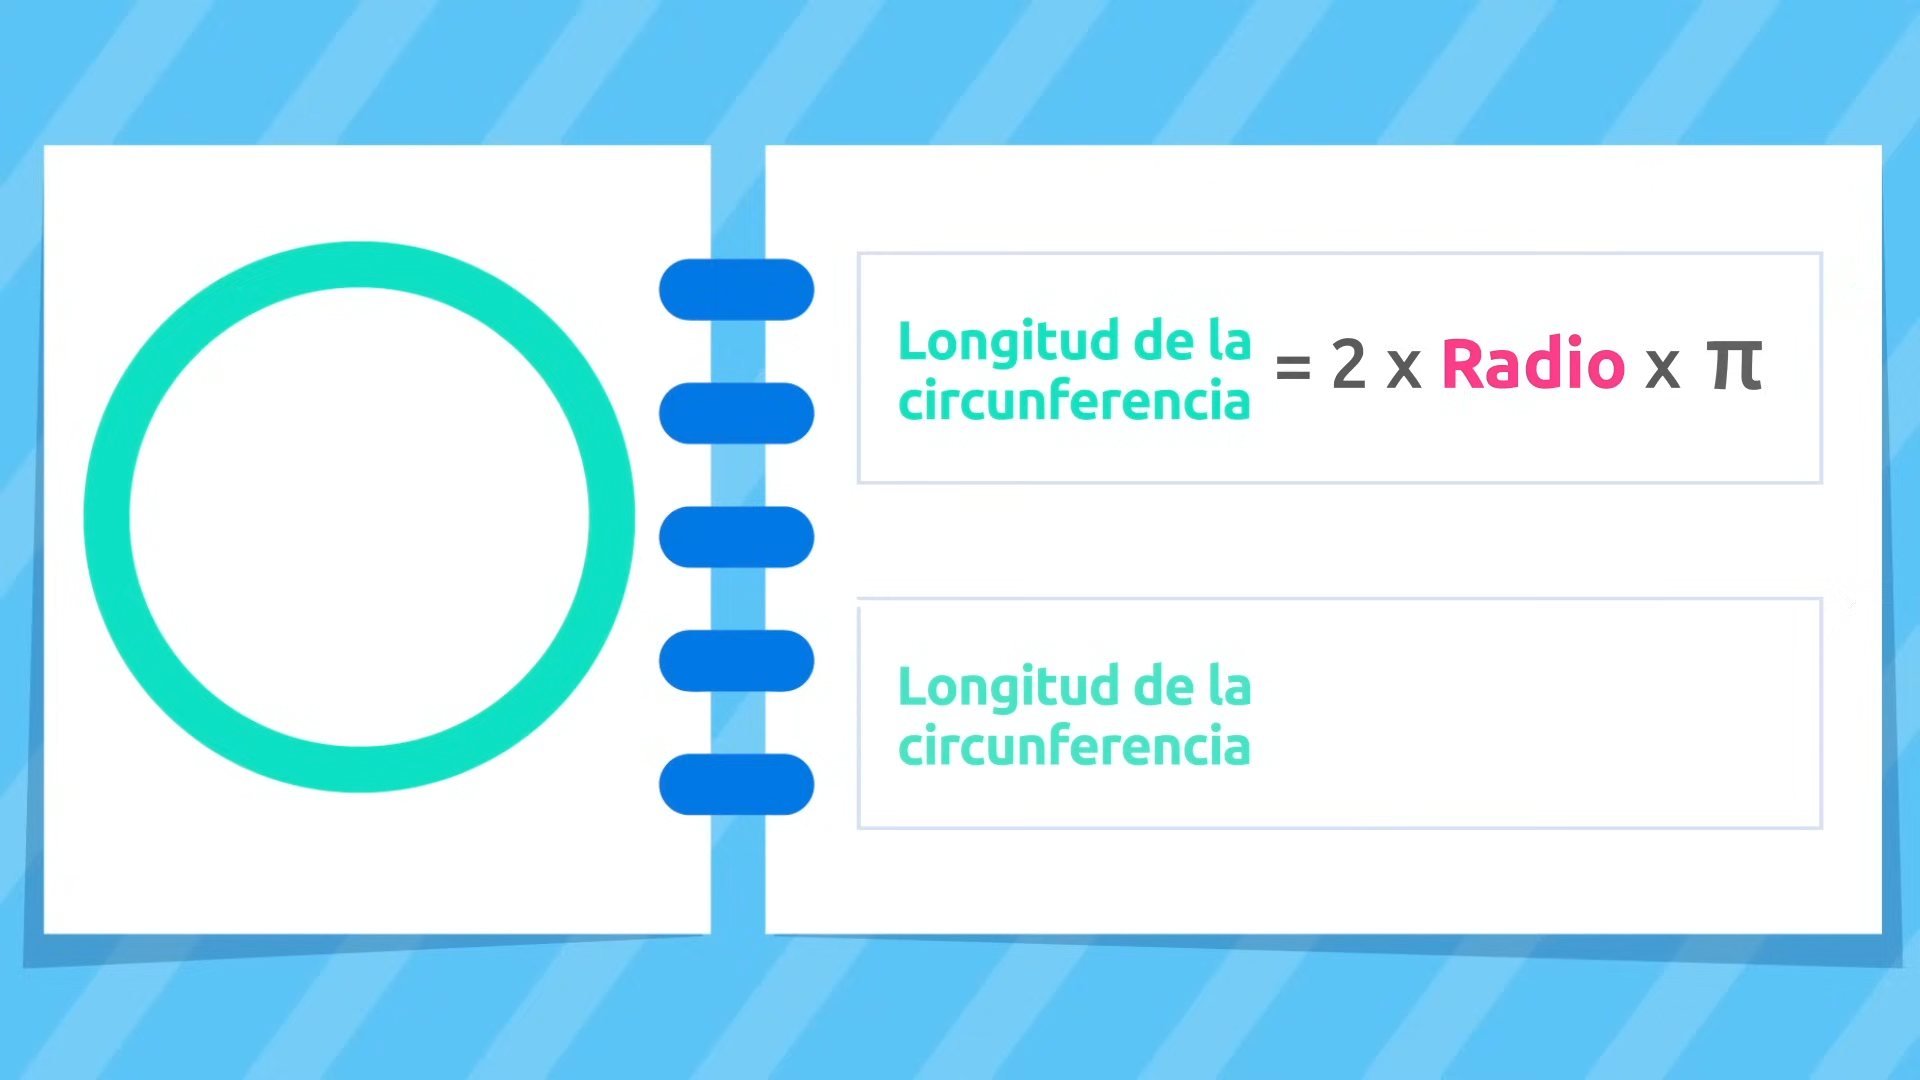 Longitud de la
circunferencia
= 2 x Radio x π
Longitud de la
circunferencia